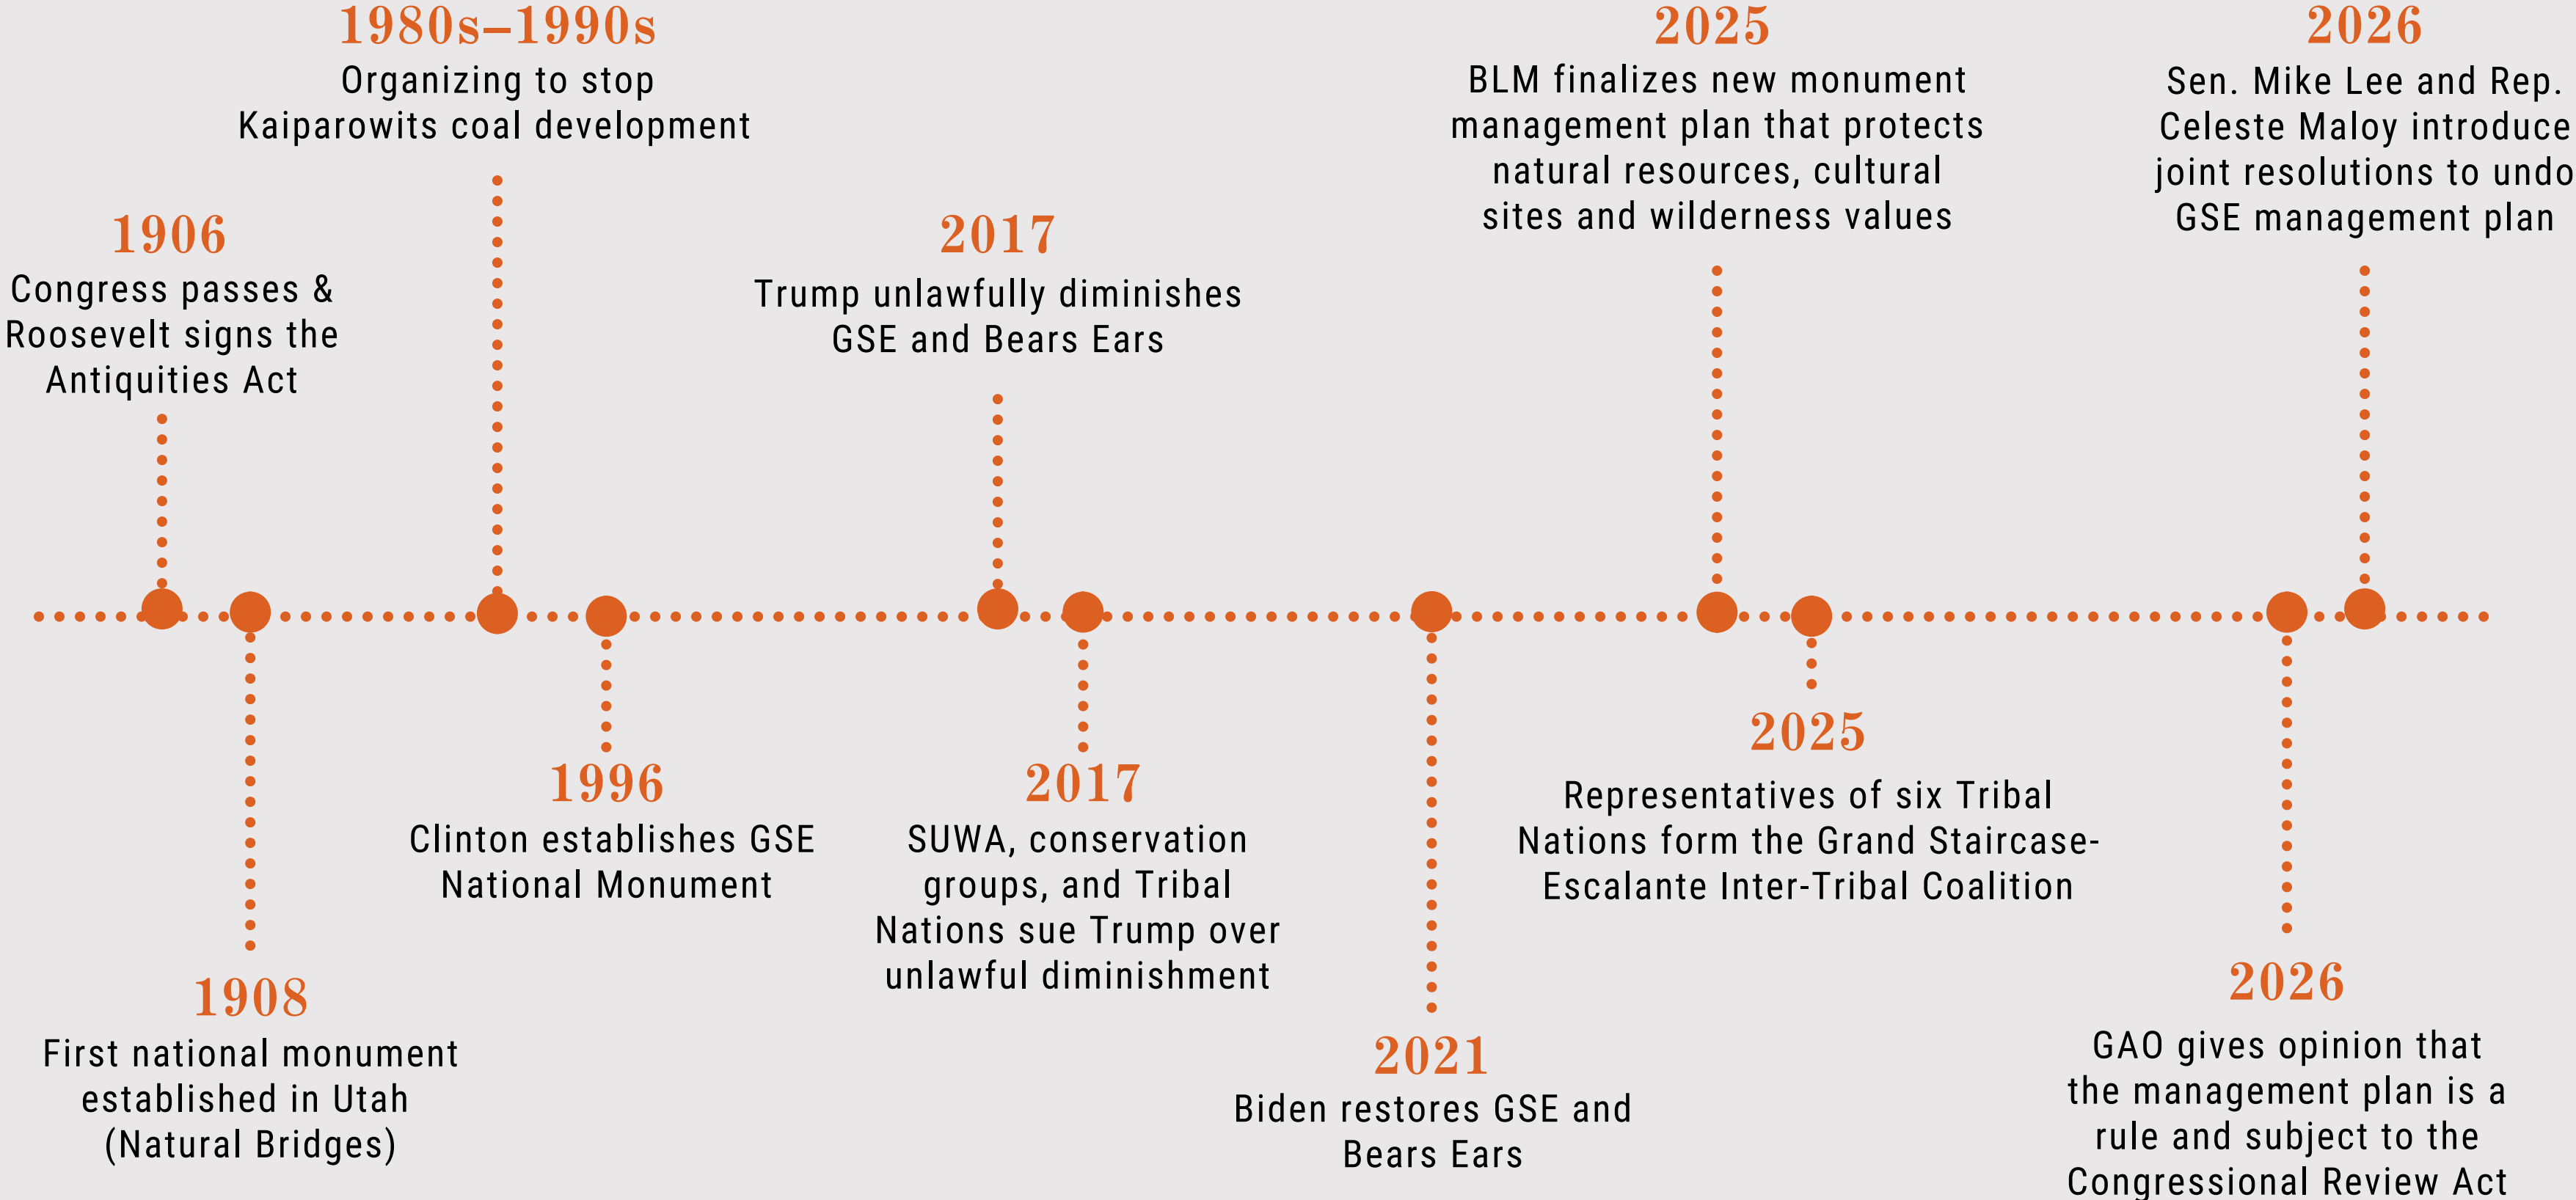 1906
Congress passes &
Roosevelt signs the
Antiquities Act
1908
First national monument
established in Utah
(Natural Bridges)
1980s–1990s
Organizing to stop
Kaiparowits coal development
1996
Clinton establishes GSE
National Monument
2017
Trump unlawfully diminishes
GSE and Bears Ears
2017
SUWA, conservation
groups, and Tribal
Nations sue Trump over
unlawful diminishment
2021
Biden restores GSE and
Bears Ears
2025
BLM finalizes new monument
management plan that protects
natural resources, cultural
sites and wilderness values
2025
Representatives of six Tribal
Nations form the Grand Staircase-
Escalante Inter-Tribal Coalition
2026
GAO gives opinion that
the management plan is a
rule and subject to the
Congressional Review Act
2026
Sen. Mike Lee and Rep.
Celeste Maloy introduce
joint resolutions to undo
GSE management plan